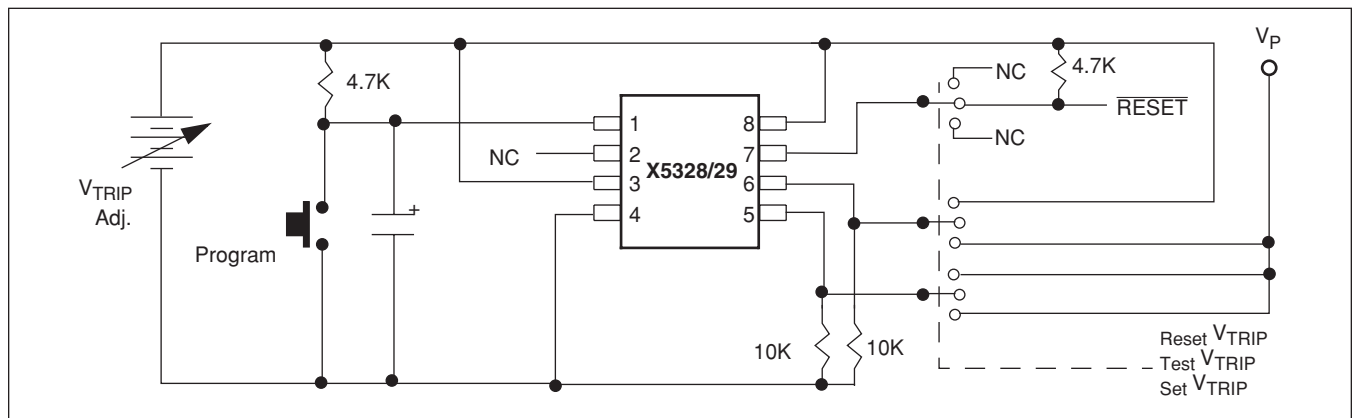 V_P
NC
4.7K
4.7K
RESET
NC
1
8
NC
2
7
X5328/29
3
6
V_TRIP
Adj.
4
5
Program
+
10K
10K
Reset V_TRIP
Test V_TRIP
Set V_TRIP